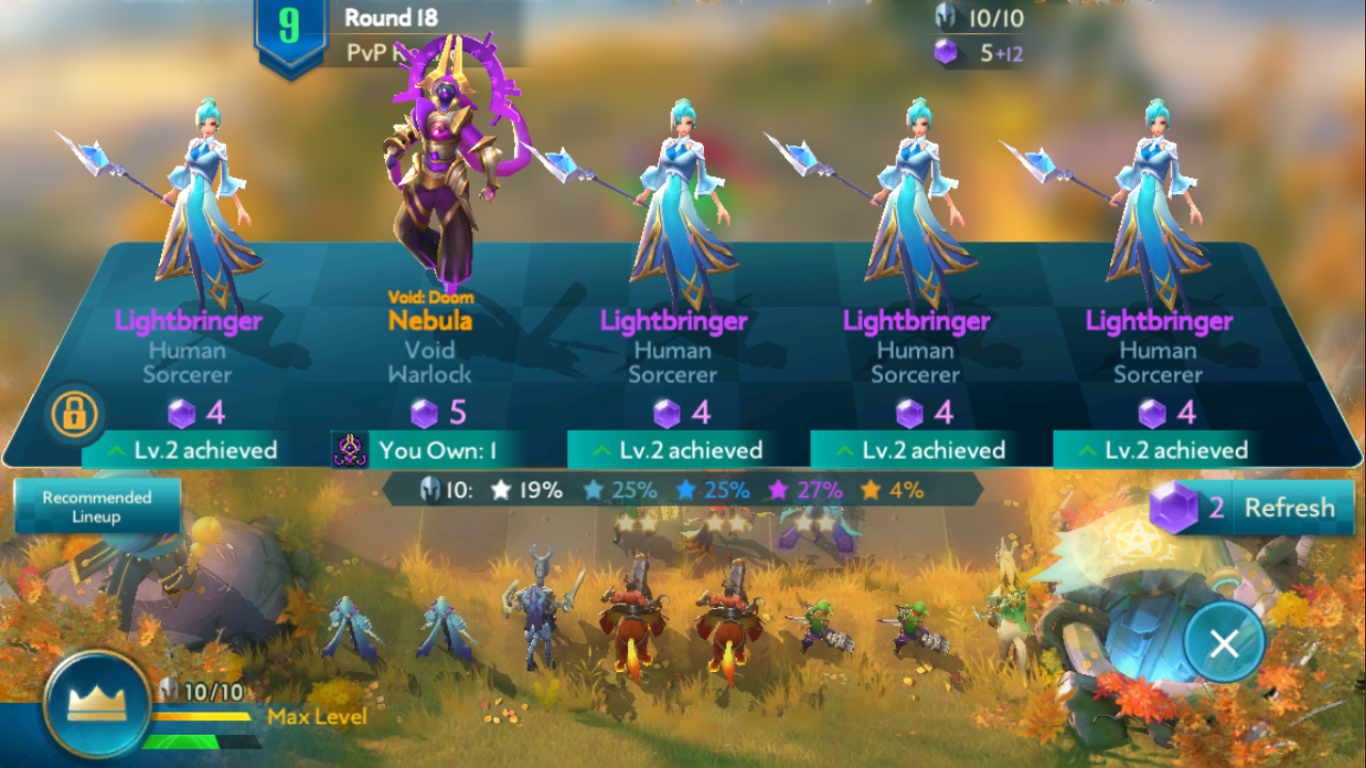 9
Round 18
PvP
10/10
5+12
Void: Doom
Lightbringer
Nebula
Lightbringer
Lightbringer
Lightbringer
Human
Void
Human
Human
Human
Sorcerer
Warlock
Sorcerer
Sorcerer
Sorcerer
4
5
4
4
4
Lv.2 achieved
You Own: 1
Lv.2 achieved
Lv.2 achieved
Lv.2 achieved
Recommended
Lineup
10: 19% 25% 25% 27% 4%
2 Refresh
10/10
Max Level